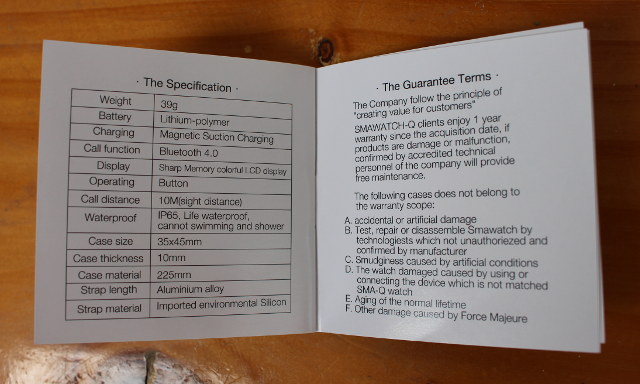 · The Specification ·
Weight 39g
Battery Lithium-polymer
Charging Magnetic Suction Charging
Call function Bluetooth 4.0
Display Sharp Memory colorful LCD display
Operating Button
Call distance 10M(sight distance)
Waterproof IP65, Life waterproof,
cannot swimming and shower
Case size 35x45mm
Case thickness 10mm
Case material 225mm
Strap length Aluminium alloy
Strap material Imported environmental Silicon
· The Guarantee Terms ·
The Company follow the principle of
"creating value for customers"
SMAWATCH-Q clients enjoy 1 year
warranty since the acquisition date, if
products are damage or malfunction,
confirmed by accredited technical
personnel of the company will provide
free maintenance.
The following cases does not belong to
the warranty scope:
A. accidental or artificial damage
B. Test, repair or disassemble Smawatch by
technologiests which not unauthoriezed and
confirmed by manufacturer
C. Smudginess caused by artificial conditions
D. The watch damaged caused by using or
connecting the device which is not matched
SMA-Q watch
E. Aging of the normal lifetime
F. Other damage caused by Force Majeure